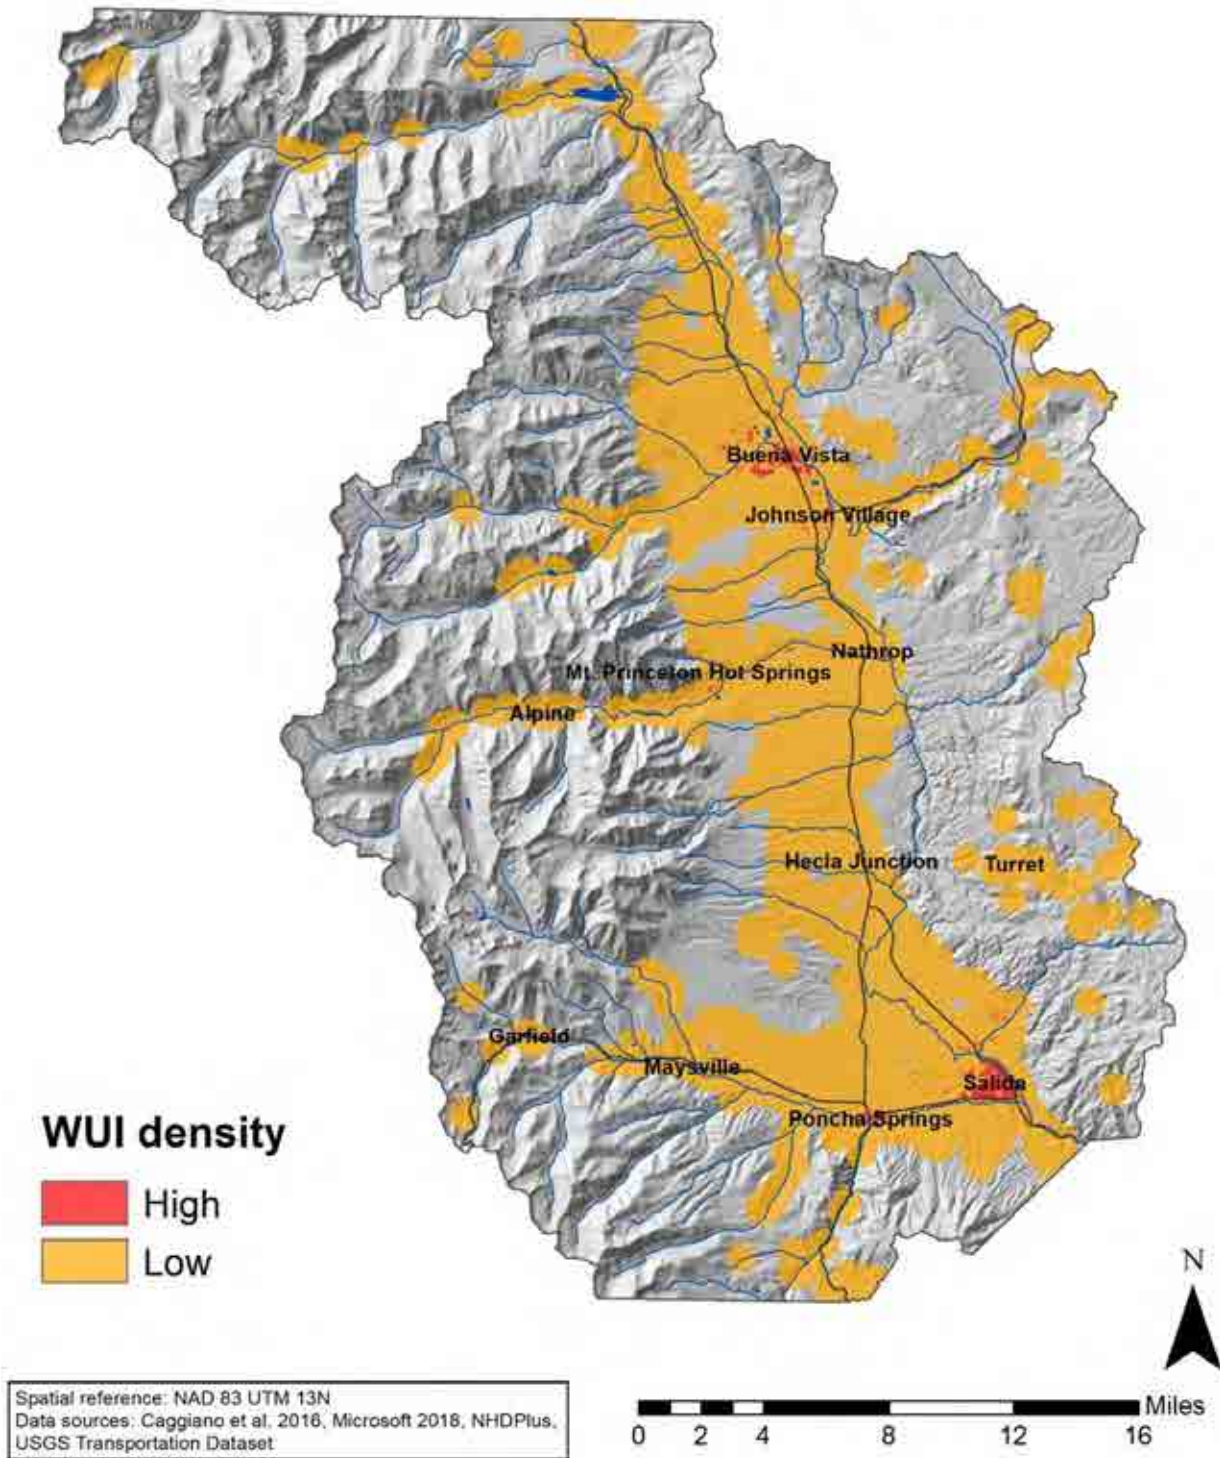 Buena Vista
Johnson Village
Nathrop
Mt. Princeton Hot Springs
Alpine
Hecla Junction
Turret
Garfield
Maysville
Salida
Poncha Springs
WUI density
High
Low
N
Spatial reference: NAD 83 UTM 13N
Data sources: Caggiano et al. 2016, Microsoft 2018, NHDPlus,
USGS Transportation Dataset
Miles
0 2 4 8 12 16